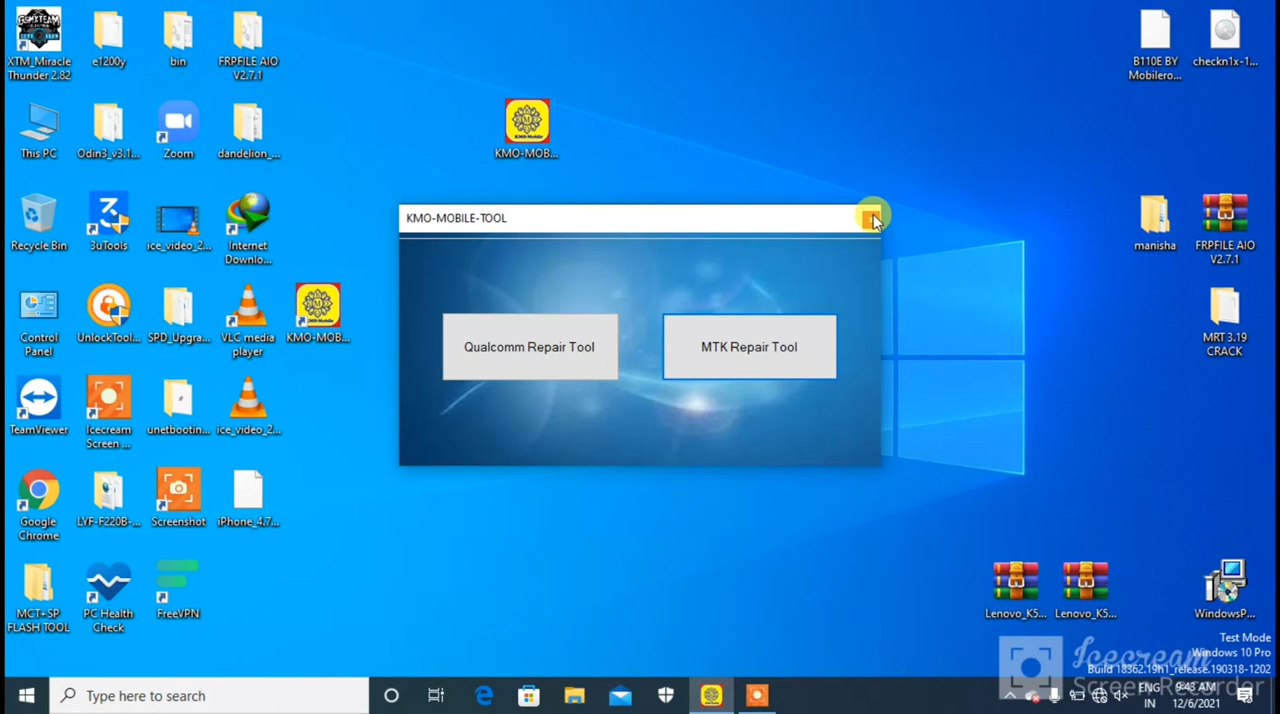 XTM_Miracle
Thunder 2.82
e1200y
bin
FRPFILE AIO
V2.7.1
This PC
Odin3_v3.1...
Zoom
dandelion_...
Recycle Bin
3uTools
ice_video_2...
Internet
Downlo...
Control
Panel
UnlockTool...
SPD_Upgra...
VLC media
player
KMO-MOB...
TeamViewer
Icecream
Screen ...
unetbootin...
ice_video_2...
Google
Chrome
LYF-F220B-...
Screenshot
iPhone_4.7...
MCT+SP
FLASH TOOL
PC Health
Check
FreeVPN
KMO-Mobile
KMO-MOB...
KMO-MOBILE-TOOL
Qualcomm Repair Tool
MTK Repair Tool
B110E BY
Mobilero...
checkn1x-1...
manisha
FRPFILE AIO
V2.7.1
MRT 3.19
CRACK
Lenovo_K5...
Lenovo_K5...
WindowsP...
Test Mode
Windows 10 Pro
Build 18362.19h1_release.190318-1202
Icecream
Screen Recorder
Type here to search
ENG
IN
9:43 AM
12/6/2021